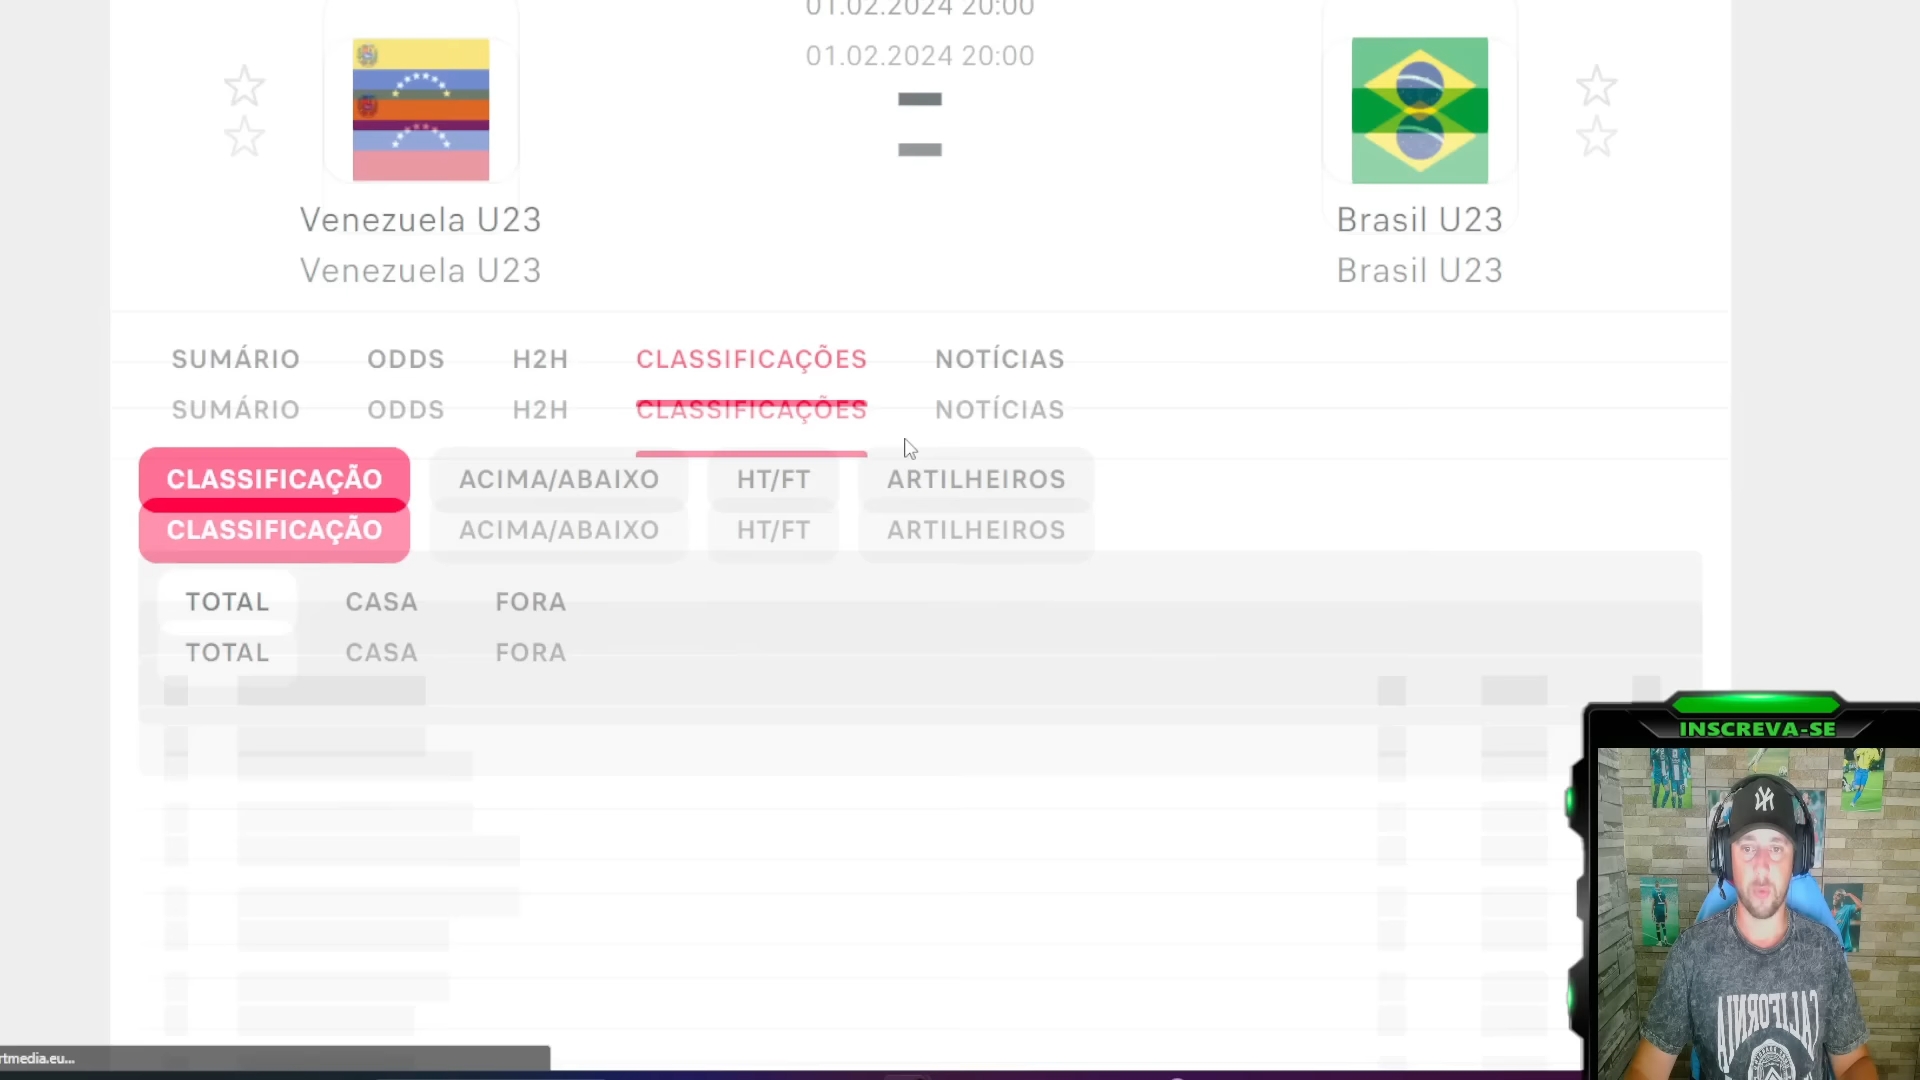 01.02.2024 20:00
01.02.2024 20:00
Venezuela U23
Brasil U23
Venezuela U23
Brasil U23
SUMÁRIO ODDS H2H CLASSIFICAÇÕES NOTÍCIAS
SUMÁRIO ODDS H2H CLASSIFICAÇÕES NOTÍCIAS
CLASSIFICAÇÃO ACIMA/ABAIXO HT/FT ARTILHEIROS
CLASSIFICAÇÃO ACIMA/ABAIXO HT/FT ARTILHEIROS
TOTAL CASA FORA
TOTAL CASA FORA
INSCREVA-SE
CALIFORNIA
rtmedia.eu...